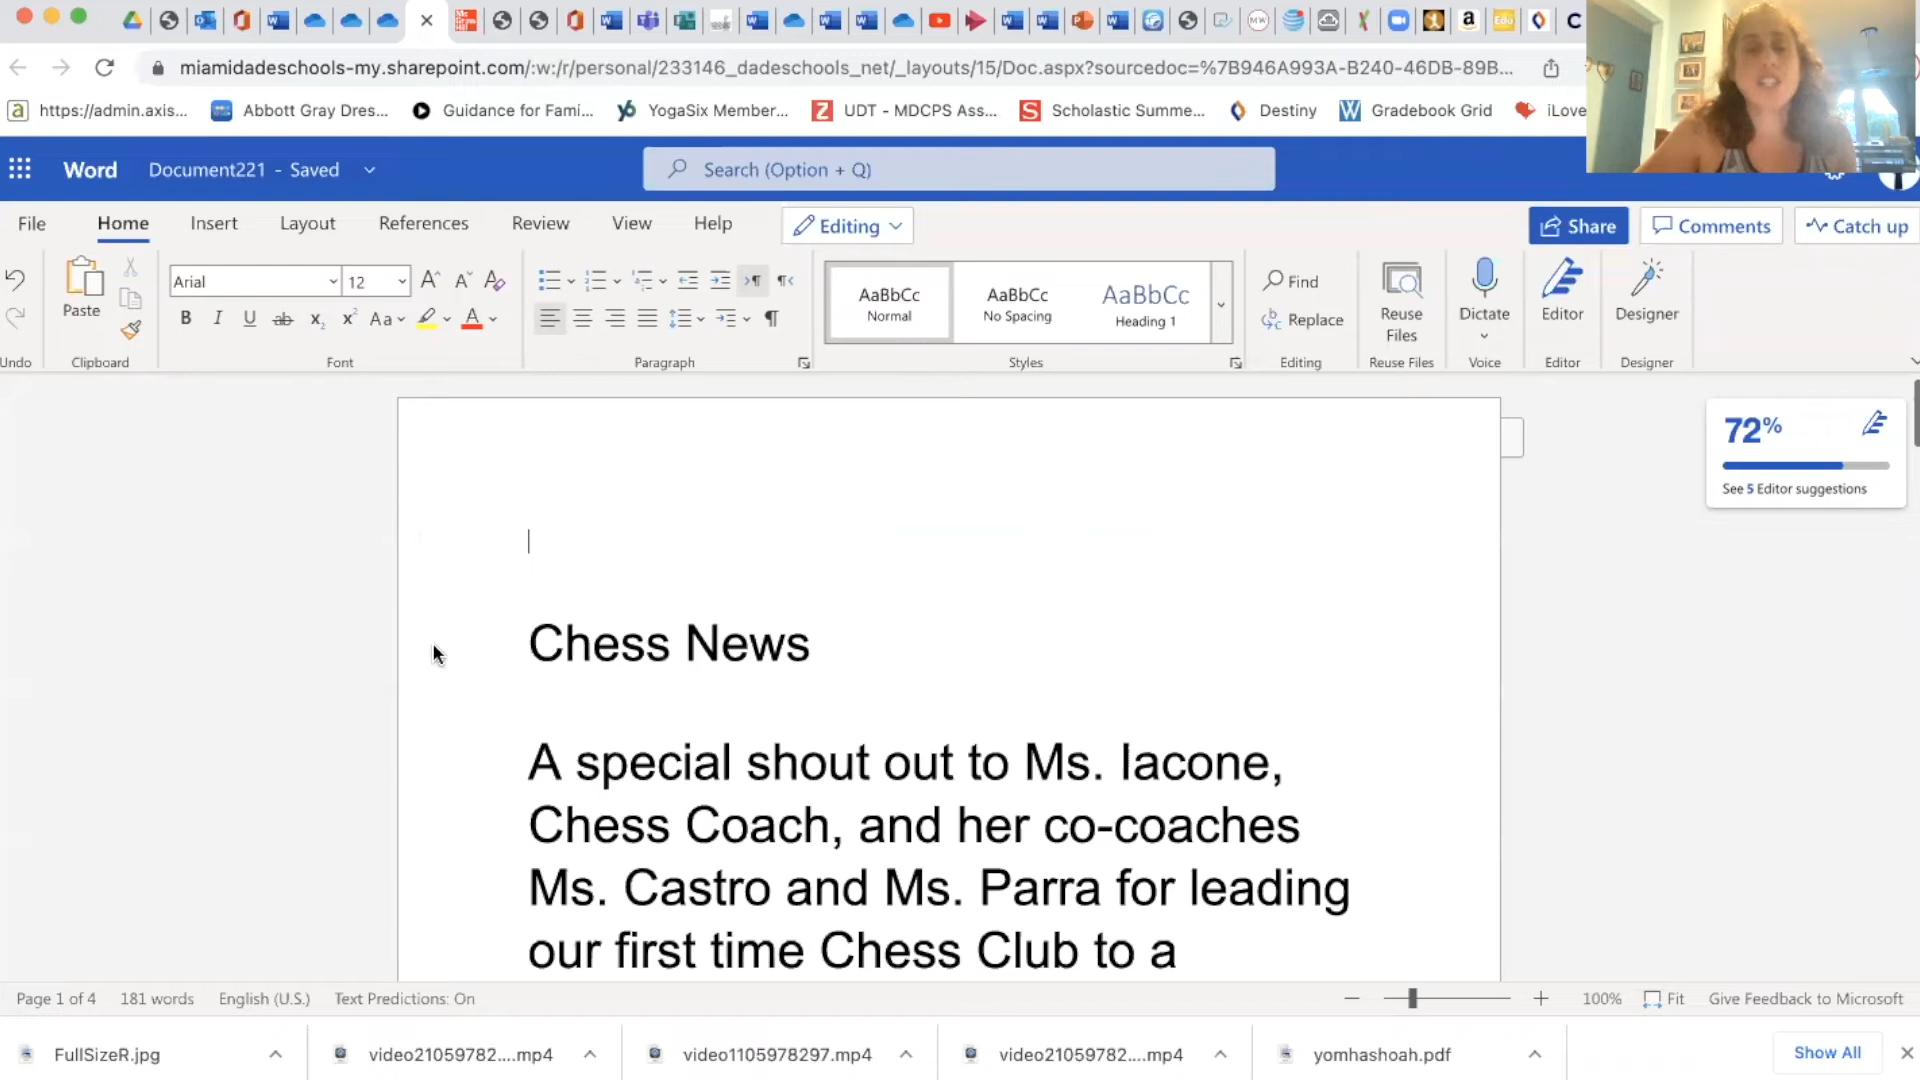 miamidadeschools-my.sharepoint.com/:w:/r/personal/233146_dadeschools_net/_layouts/15/Doc.aspx?sourcedoc=%7B946A993A-B240-46DB-89B...
https://admin.axis... Abbott Gray Dres... Guidance for Fami... YogaSix Member... UDT - MDCPS Ass... Scholastic Summe... Destiny Gradebook Grid iLove
Word Document221 - Saved Search (Option + Q)
File Home Insert Layout References Review View Help Editing Share Comments Catch up
Arial 12 AaBbCc AaBbCc AaBbCc Find
Paste Normal No Spacing Heading 1 Replace Reuse Files Dictate Editor Designer
Undo Clipboard Font Paragraph Styles Editing Reuse Files Voice Editor Designer
72%
See 5 Editor suggestions
Chess News
A special shout out to Ms. Iacone,
Chess Coach, and her co-coaches
Ms. Castro and Ms. Parra for leading
our first time Chess Club to a
Page 1 of 4 181 words English (U.S.) Text Predictions: On 100% Fit Give Feedback to Microsoft
FullSizeR.jpg video21059782....mp4 video1105978297.mp4 video21059782....mp4 yomhashoah.pdf Show All